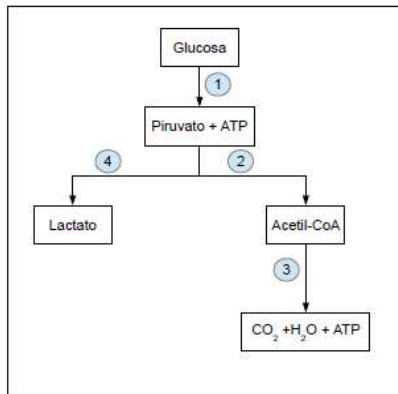 Glucosa
1
Piruvato + ATP
4
2
Lactato
Acetil-CoA
3
CO₂ +H₂O + ATP